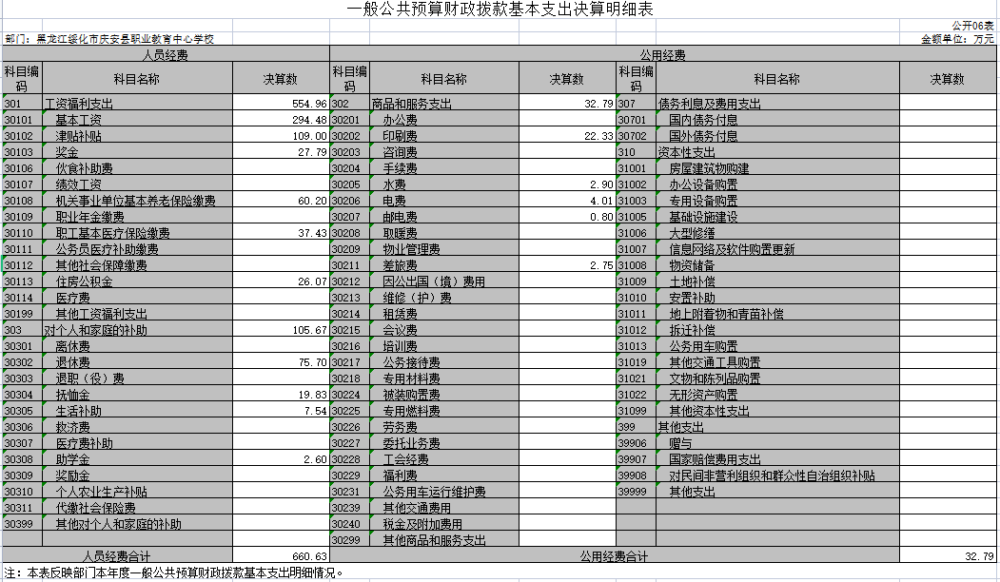 一般公共预算财政拨款基本支出决算明细表
公开06表
部门：黑龙江绥化市庆安县职业教育中心学校 金额单位：万元
人员经费 公用经费
科目编码 科目名称 决算数 科目编码 科目名称 决算数 科目编码 科目名称 决算数
301 工资福利支出 554.96 302 商品和服务支出 32.79 307 债务利息及费用支出
30101 基本工资 294.48 30201 办公费 30701 国内债务付息
30102 津贴补贴 109.00 30202 印刷费 22.33 30702 国外债务付息
30103 奖金 27.79 30203 咨询费 310 资本性支出
30106 伙食补助费 30204 手续费 31001 房屋建筑物购建
30107 绩效工资 30205 水费 2.90 31002 办公设备购置
30108 机关事业单位基本养老保险缴费 60.20 30206 电费 4.01 31003 专用设备购置
30109 职业年金缴费 30207 邮电费 0.80 31005 基础设施建设
30110 职工基本医疗保险缴费 37.43 30208 取暖费 31006 大型修缮
30111 公务员医疗补助缴费 30209 物业管理费 31007 信息网络及软件购置更新
30112 其他社会保障缴费 30211 差旅费 2.75 31008 物资储备
30113 住房公积金 26.07 30212 因公出国（境）费用 31009 土地补偿
30114 医疗费 30213 维修（护）费 31010 安置补助
30199 其他工资福利支出 30214 租赁费 31011 地上附着物和青苗补偿
303 对个人和家庭的补助 105.67 30215 会议费 31012 拆迁补偿
30301 离休费 30216 培训费 31013 公务用车购置
30302 退休费 75.70 30217 公务接待费 31019 其他交通工具购置
30303 退职（役）费 30218 专用材料费 31021 文物和陈列品购置
30304 抚恤金 19.83 30224 被装购置费 31022 无形资产购置
30305 生活补助 7.54 30225 专用燃料费 31099 其他资本性支出
30306 救济费 30226 劳务费 399 其他支出
30307 医疗费补助 30227 委托业务费 39906 赠与
30308 助学金 2.60 30228 工会经费 39907 国家赔偿费用支出
30309 奖励金 30229 福利费 39908 对民间非营利组织和群众性自治组织补贴
30310 个人农业生产补贴 30231 公务用车运行维护费 39999 其他支出
30311 代缴社会保险费 30239 其他交通费用
30399 其他对个人和家庭的补助 30240 税金及附加费用
30299 其他商品和服务支出
人员经费合计 660.63 公用经费合计 32.79
注：本表反映部门本年度一般公共预算财政拨款基本支出明细情况。